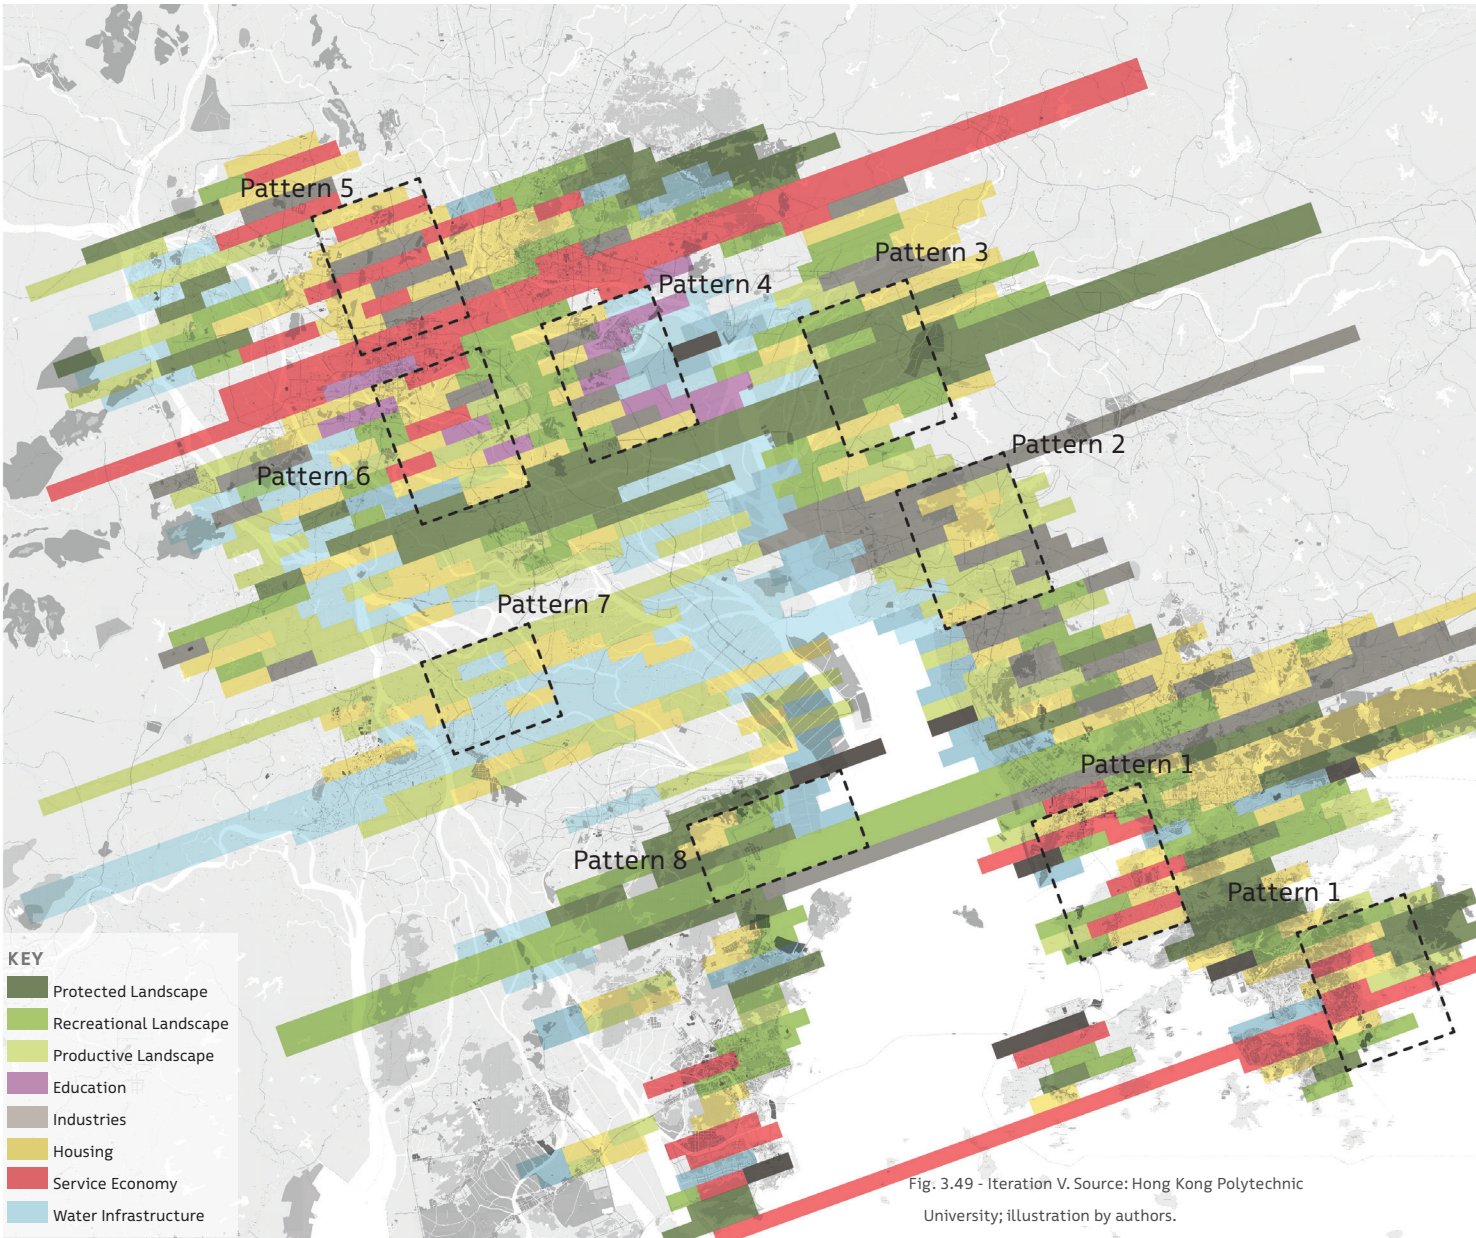 Pattern 5
Pattern 3
Pattern 4
Pattern 2
Pattern 6
Pattern 7
Pattern 1
Pattern 8
Pattern 1
KEY
Protected Landscape
Recreational Landscape
Productive Landscape
Education
Industries
Housing
Service Economy
Water Infrastructure
Fig. 3.49 - Iteration V. Source: Hong Kong Polytechnic
University; illustration by authors.